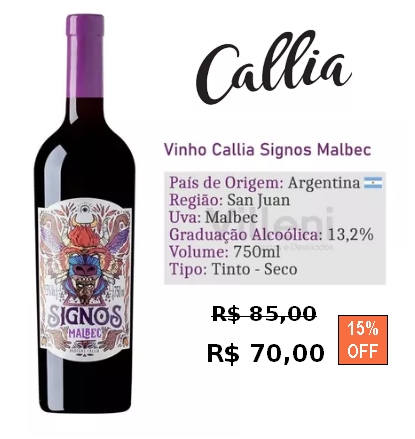 Callia
Vinho Callia Signos Malbec
País de Origem: Argentina
Região: San Juan
Uva: Malbec
Graduação Alcoólica: 13,2%
Volume: 750ml
Tipo: Tinto - Seco
R$ 85,00
R$ 70,00
15%
OFF
SIGNOS
MALBEC